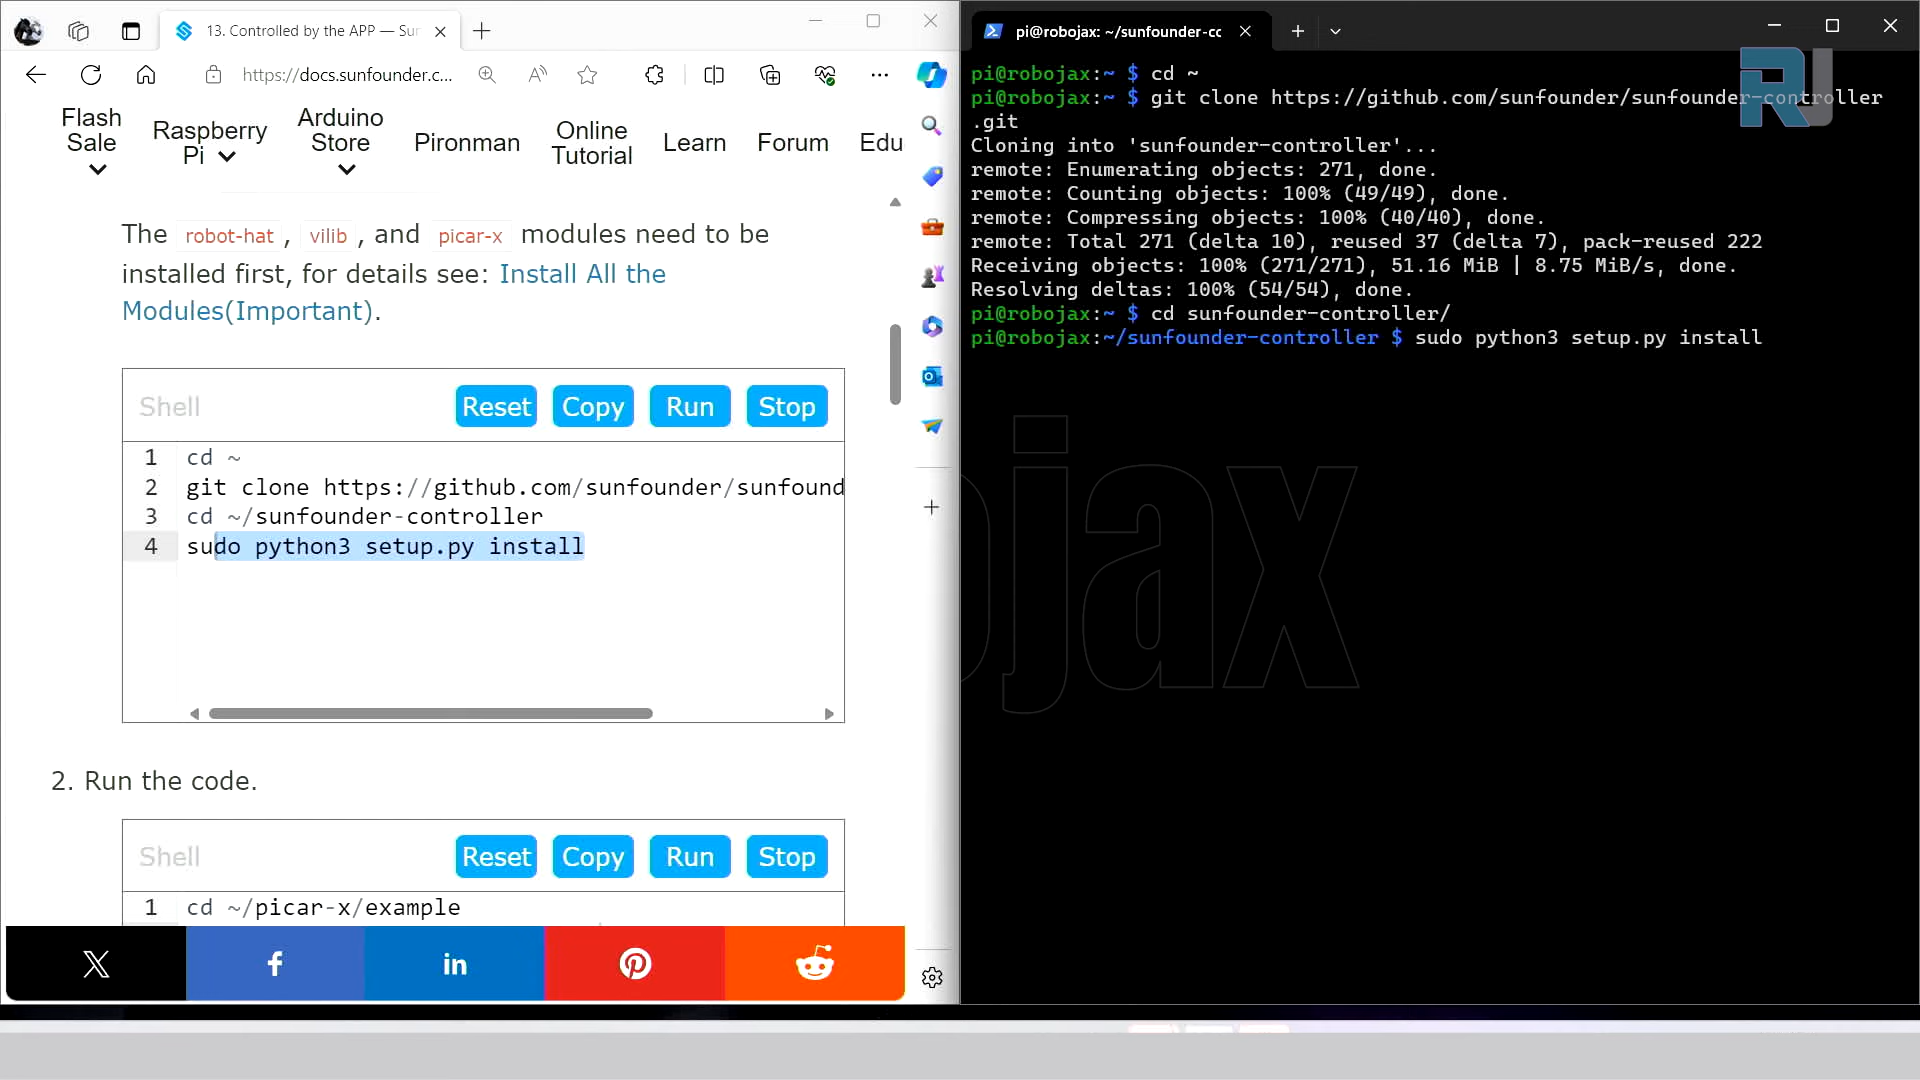 13. Controlled by the APP — Sur
https://docs.sunfounder.c...
Flash Sale
Raspberry Pi
Arduino Store
Pironman
Online Tutorial
Learn
Forum
Edu
The robot-hat, vilib, and picar-x modules need to be
installed first, for details see: Install All the
Modules(Important).
Shell
Reset
Copy
Run
Stop
1 cd ~
2 git clone https://github.com/sunfounder/sunfound
3 cd ~/sunfounder-controller
4 sudo python3 setup.py install
2. Run the code.
Shell
Reset
Copy
Run
Stop
1 cd ~/picar-x/example
pi@robojax: ~/sunfounder-cc
pi@robojax:~ $ cd ~
pi@robojax:~ $ git clone https://github.com/sunfounder/sunfounder-controller
.git
Cloning into 'sunfounder-controller'...
remote: Enumerating objects: 271, done.
remote: Counting objects: 100% (49/49), done.
remote: Compressing objects: 100% (40/40), done.
remote: Total 271 (delta 10), reused 37 (delta 7), pack-reused 222
Receiving objects: 100% (271/271), 51.16 MiB | 8.75 MiB/s, done.
Resolving deltas: 100% (54/54), done.
pi@robojax:~ $ cd sunfounder-controller/
pi@robojax:~/sunfounder-controller $ sudo python3 setup.py install
RJ
ojax